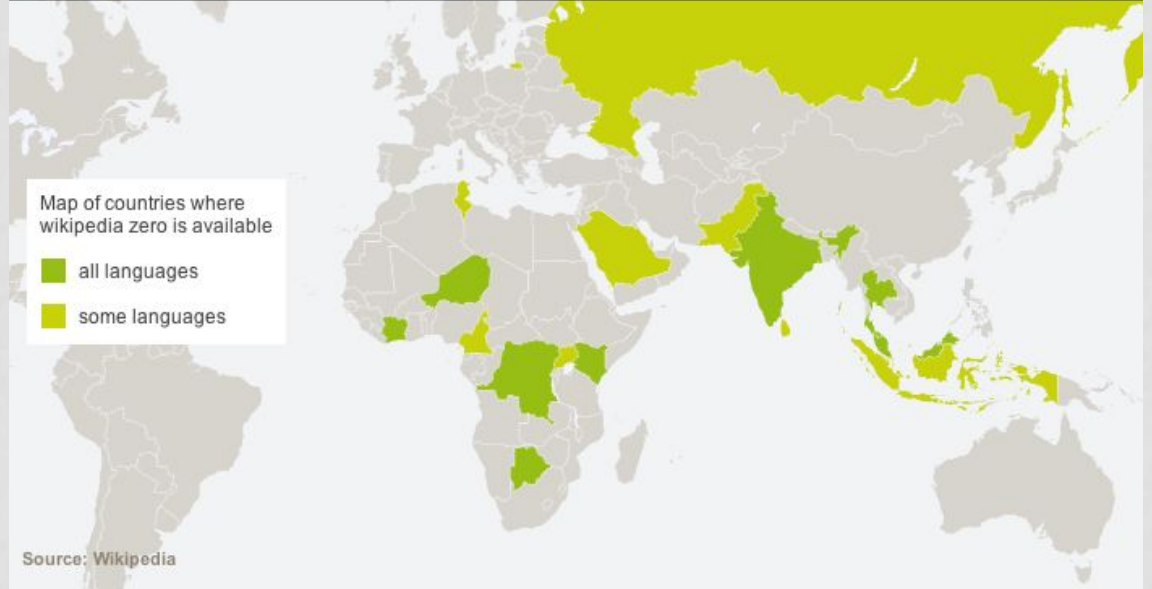 Map of countries where
wikipedia zero is available
all languages
some languages
Source: Wikipedia